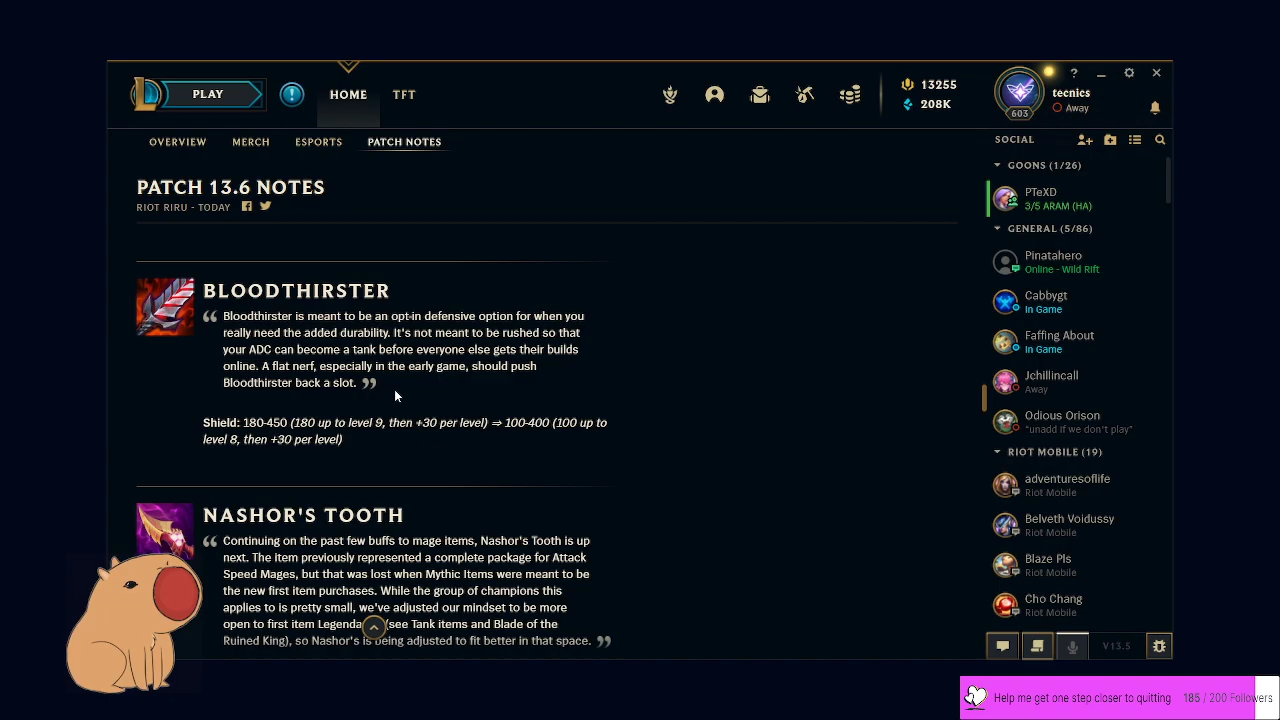 PLAY
HOME
TFT
13255
208K
603
tecnics
Away
OVERVIEW
MERCH
ESPORTS
PATCH NOTES
PATCH 13.6 NOTES
RIOT RIRU - TODAY
BLOODTHIRSTER
Bloodthirster is meant to be an opt-in defensive option for when you
really need the added durability. It's not meant to be rushed so that
your ADC can become a tank before everyone else gets their builds
online. A flat nerf, especially in the early game, should push
Bloodthirster back a slot.
Shield: 180-450 (180 up to level 9, then +30 per level) ⇒ 100-400 (100 up to
level 8, then +30 per level)
NASHOR'S TOOTH
Continuing on the past few buffs to mage items, Nashor's Tooth is up
next. The item previously represented a complete package for Attack
Speed Mages, but that was lost when Mythic Items were meant to be
the new first item purchases. While the group of champions this
applies to is pretty small, we've adjusted our mindset to be more
open to first item Legenda (see Tank items and Blade of the
Ruined King), so Nashor's is being adjusted to fit better in that space.
SOCIAL
GOONS (1/26)
PTeXD
3/5 ARAM (HA)
GENERAL (5/86)
Pinatahero
Online - Wild Rift
Cabbygt
In Game
Faffing About
In Game
Jchillincall
Away
Odious Orison
"unadd if we don't play"
RIOT MOBILE (19)
adventuresoflife
Riot Mobile
Belveth Voidussy
Riot Mobile
Blaze Pls
Riot Mobile
Cho Chang
Riot Mobile
V13.5
Help me get one step closer to quitting 185 / 200 Followers